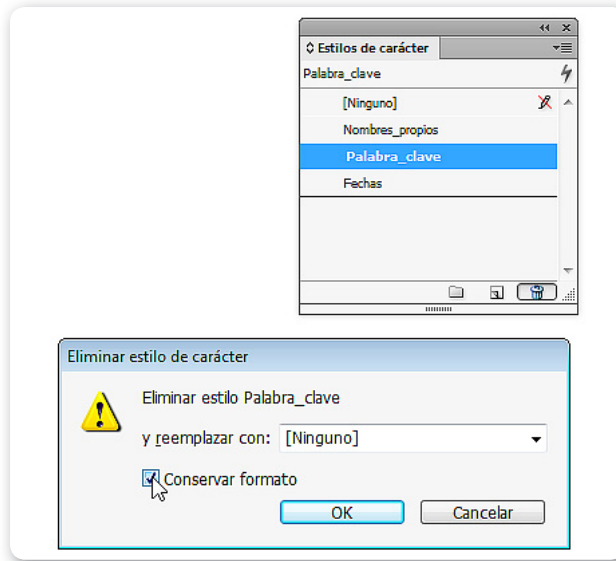 Estilos de carácter
Palabra_clave
[Ninguno]
Nombres_propios
Palabra_clave
Fechas
Eliminar estilo de carácter
Eliminar estilo Palabra_clave
y reemplazar con: [Ninguno]
Conservar formato
OK Cancelar